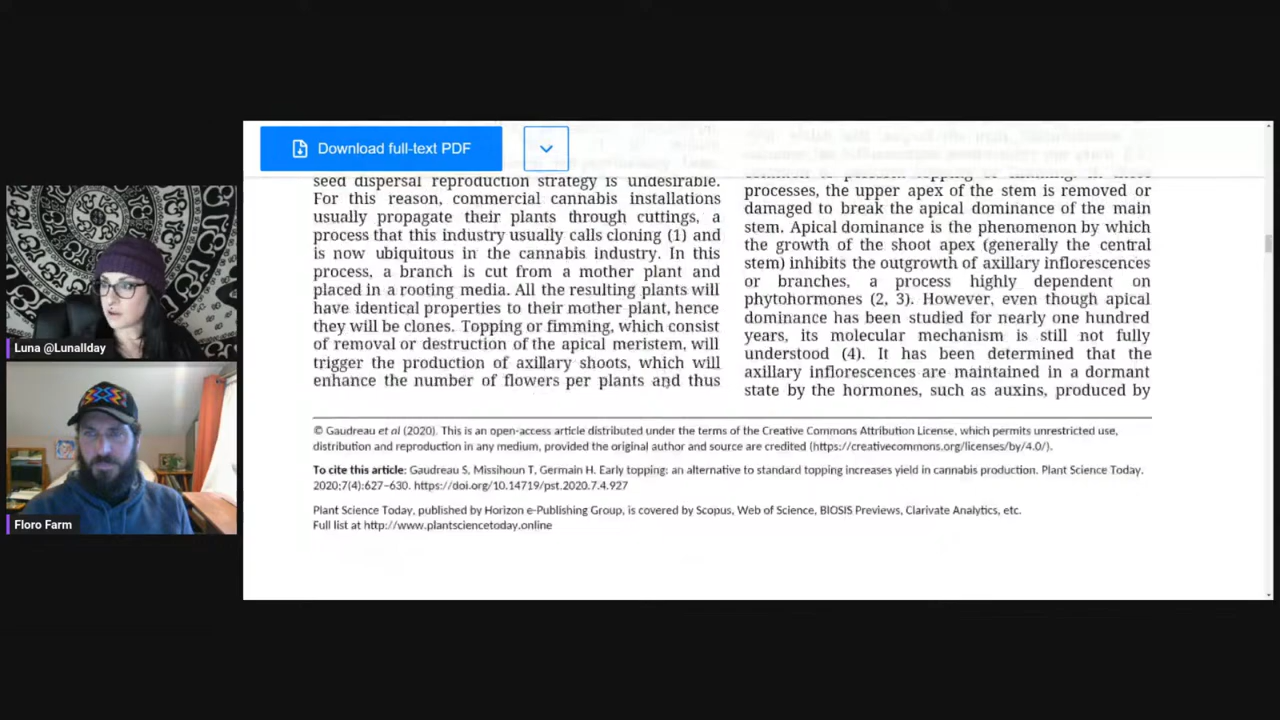 Download full-text PDF
seed dispersal reproduction strategy is undesirable.
For this reason, commercial cannabis installations
usually propagate their plants through cuttings, a
process that this industry usually calls cloning (1) and
is now ubiquitous in the cannabis industry. In this
process, a branch is cut from a mother plant and
placed in a rooting media. All the resulting plants will
have identical properties to their mother plant, hence
they will be clones. Topping or fimming, which consist
of removal or destruction of the apical meristem, will
trigger the production of axillary shoots, which will
enhance the number of flowers per plants and thus
processes, the upper apex of the stem is removed or
damaged to break the apical dominance of the main
stem. Apical dominance is the phenomenon by which
the growth of the shoot apex (generally the central
stem) inhibits the outgrowth of axillary inflorescences
or branches, a process highly dependent on
phytohormones (2, 3). However, even though apical
dominance has been studied for nearly one hundred
years, its molecular mechanism is still not fully
understood (4). It has been determined that the
axillary inflorescences are maintained in a dormant
state by the hormones, such as auxins, produced by
© Gaudreau et al (2020). This is an open-access article distributed under the terms of the Creative Commons Attribution License, which permits unrestricted use,
distribution and reproduction in any medium, provided the original author and source are credited (https://creativecommons.org/licenses/by/4.0/).
To cite this article: Gaudreau S, Missihoun T, Germain H. Early topping: an alternative to standard topping increases yield in cannabis production. Plant Science Today.
2020;7(4):627–630. https://doi.org/10.14719/pst.2020.7.4.927
Plant Science Today, published by Horizon e-Publishing Group, is covered by Scopus, Web of Science, BIOSIS Previews, Clarivate Analytics, etc.
Full list at http://www.plantsciencetoday.online
Luna @Lunallday
Floro Farm